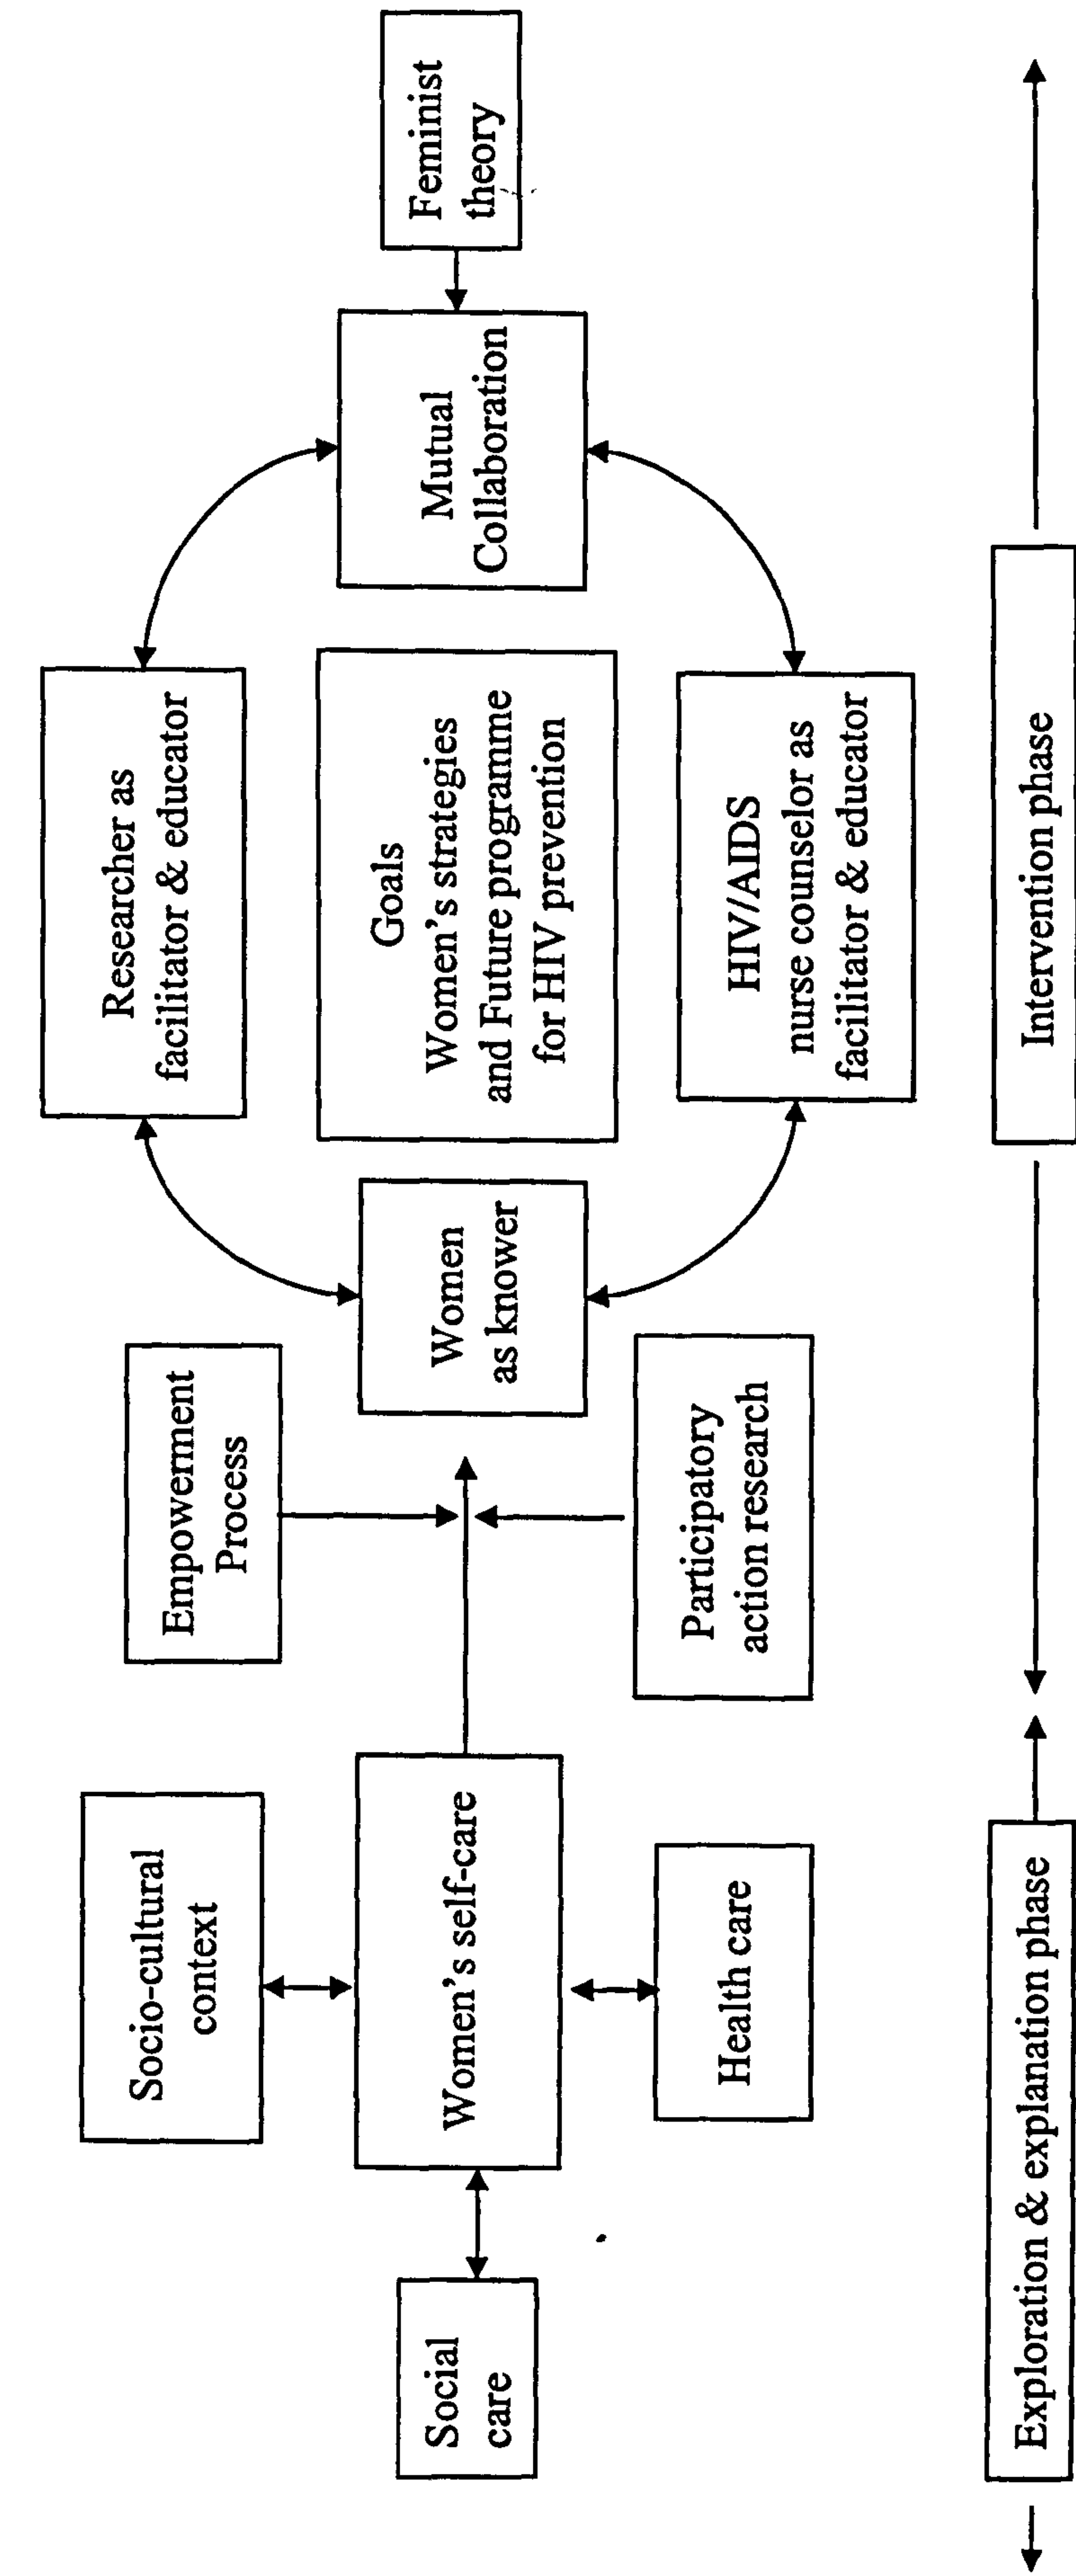 Social
care
Socio-cultural
context
Women's self-care
Health care
Empowerment
Process
Participatory
action research
Women
as knower
Researcher as
facilitator & educator
Goals
Women's strategies
and Future programme
for HIV prevention
HIV/AIDS
nurse counselor as
facilitator & educator
Mutual
Collaboration
Feminist
theory
Exploration & explanation phase
Intervention phase